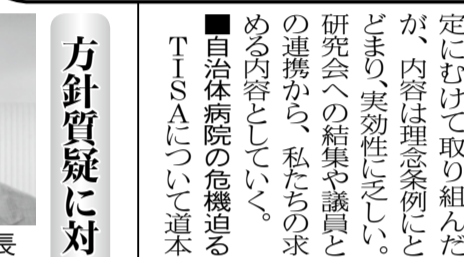 定にむけて取り組んだ
が、内容は理念条例にと
どまり、実効性に乏しい。
研究会への結集や議員と
の連携から、私たちの求
める内容としていく。
■自治体病院の危機迫る
TISAについて道本
方針質疑に対
長